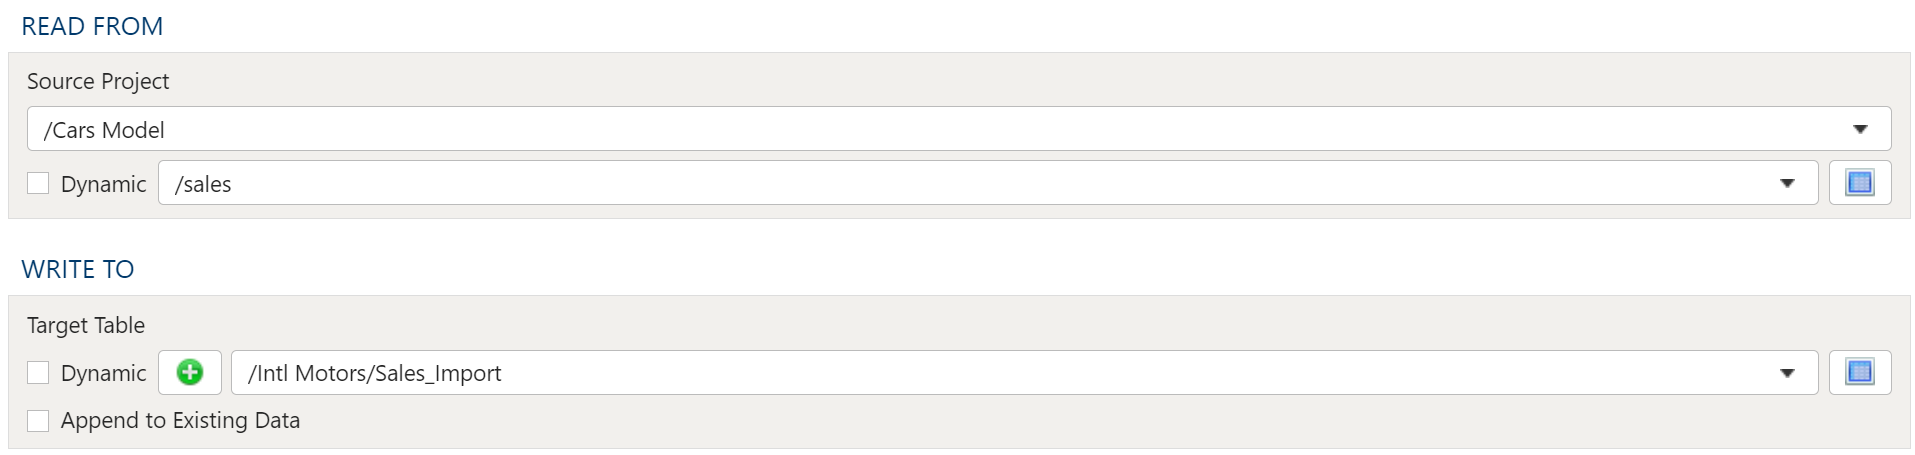 READ FROM
Source Project
/Cars Model
Dynamic /sales
WRITE TO
Target Table
Dynamic /Intl Motors/Sales_Import
Append to Existing Data